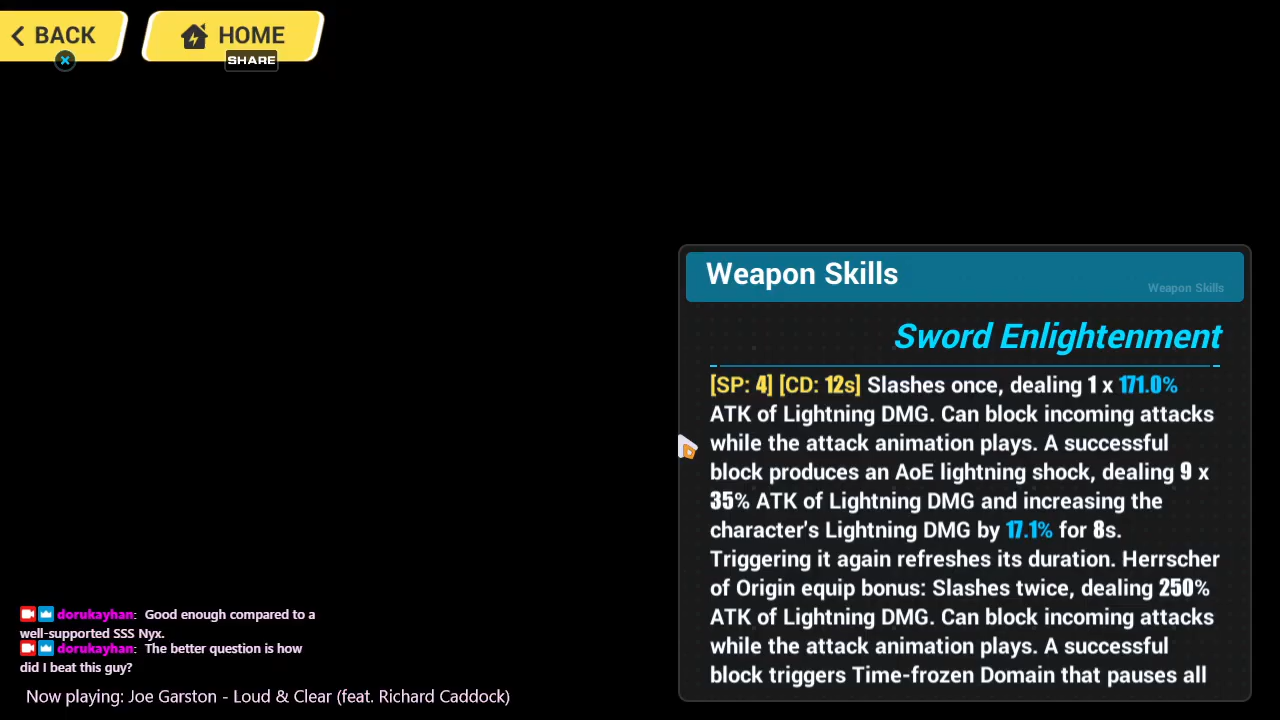 BACK
HOME
SHARE
Weapon Skills
Weapon Skills
Sword Enlightenment
[SP: 4] [CD: 12s] Slashes once, dealing 1 x 171.0%
ATK of Lightning DMG. Can block incoming attacks
while the attack animation plays. A successful
block produces an AoE lightning shock, dealing 9 x
35% ATK of Lightning DMG and increasing the
character's Lightning DMG by 17.1% for 8s.
Triggering it again refreshes its duration. Herrscher
of Origin equip bonus: Slashes twice, dealing 250%
ATK of Lightning DMG. Can block incoming attacks
while the attack animation plays. A successful
block triggers Time-frozen Domain that pauses all
dorukayhan: Good enough compared to a
well-supported SSS Nyx.
dorukayhan: The better question is how
did I beat this guy?
Now playing: Joe Garston - Loud & Clear (feat. Richard Caddock)